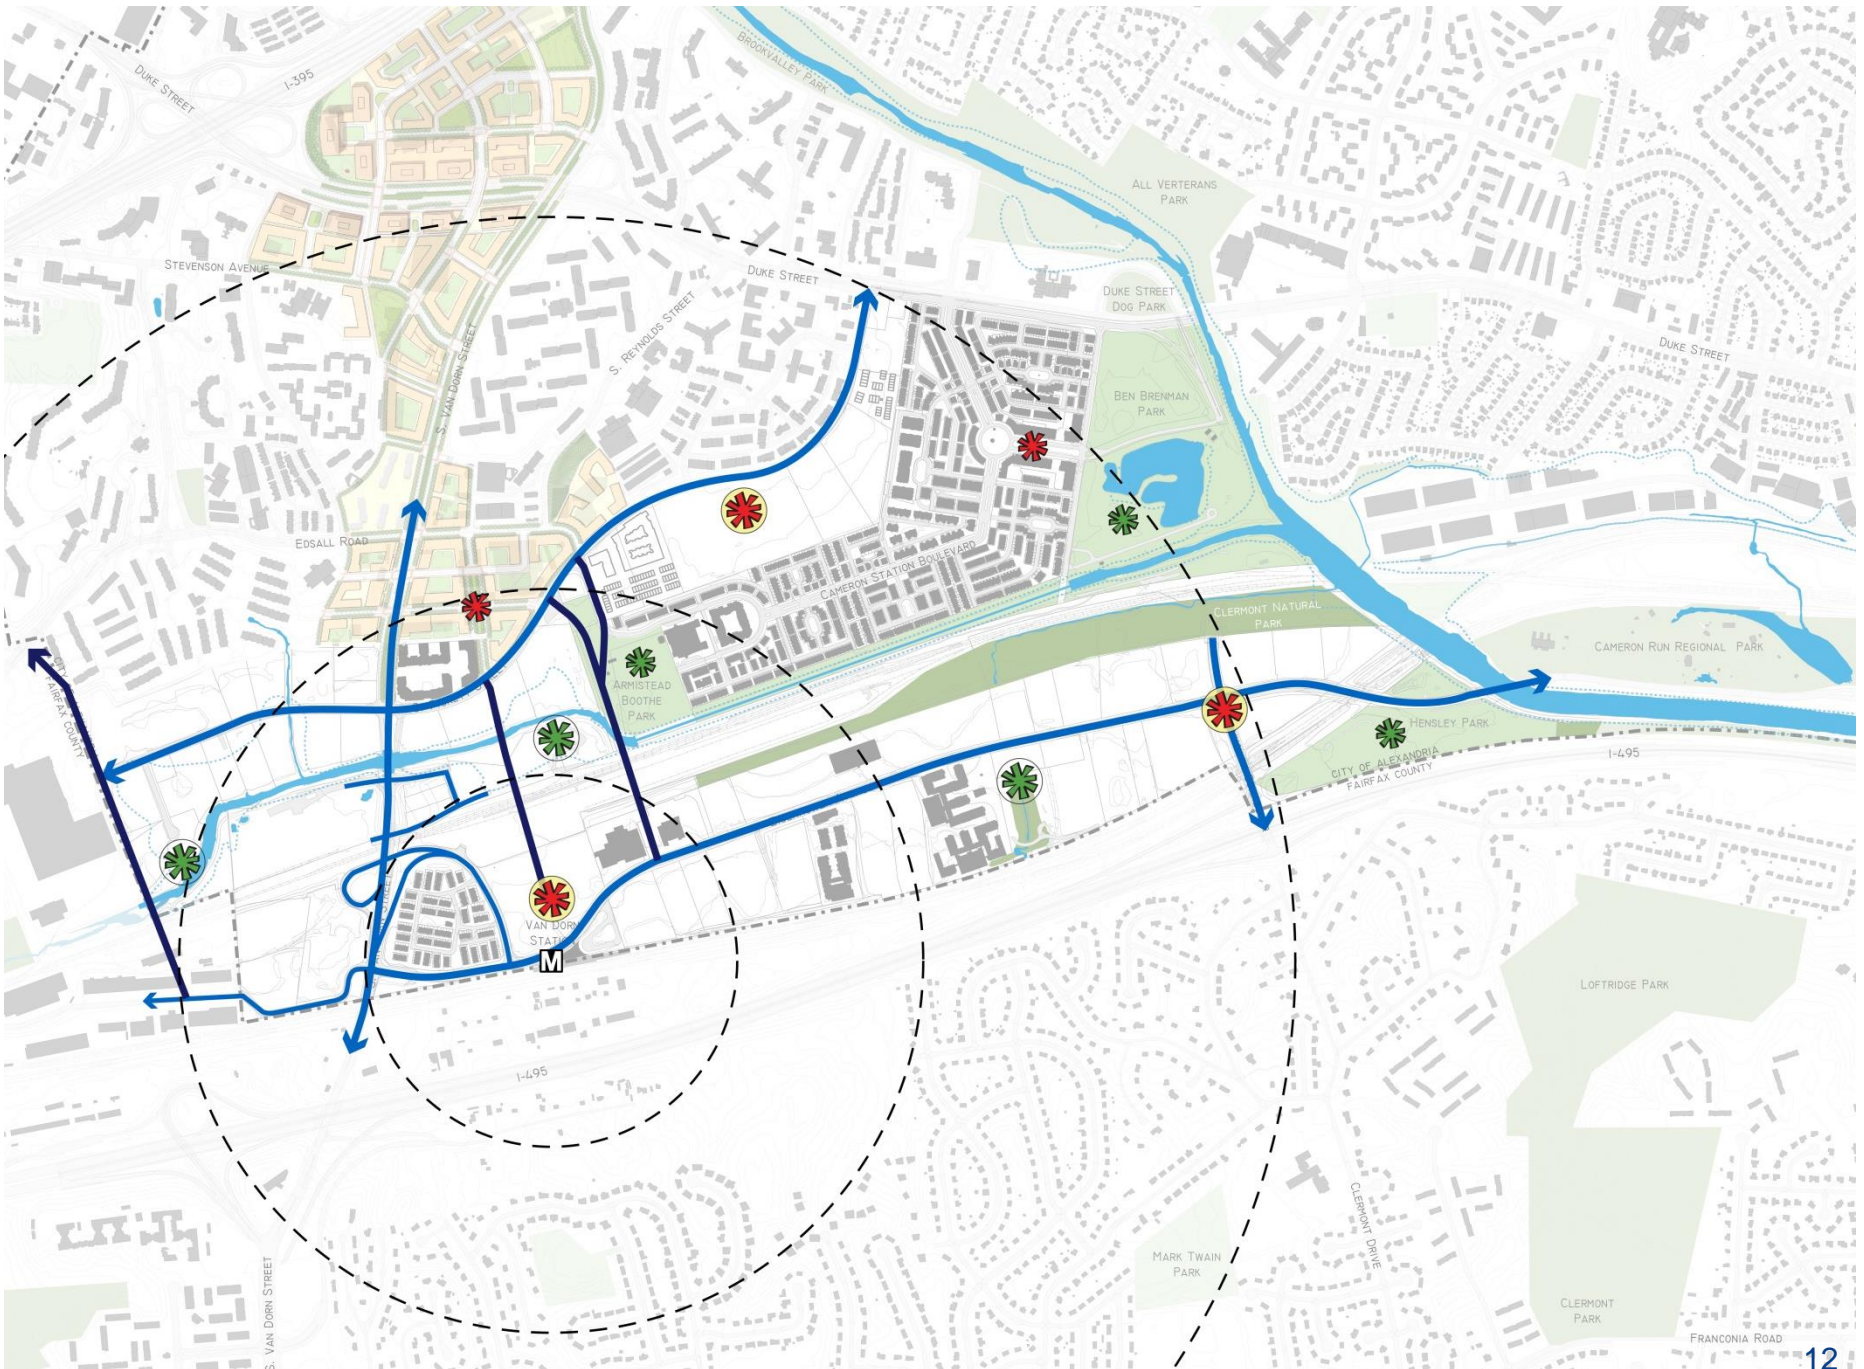 BROOKVALLEY PARK
DUKE STREET
I-395
ALL VERTERANS
PARK
STEVENSON AVENUE
DUKE STREET
DUKE STREET
DOG PARK
S. REYNOLDS STREET
S. VAN DORN STREET
DUKE STREET
BEN BRENMAN
PARK
EDSALL ROAD
CAMERON STATION BOULEVARD
CLERMONT NATURAL
PARK
CAMERON RUN REGIONAL PARK
ARMISTEAD
BOOTHE
PARK
FAIRFAX COUNTY
HENSLEY PARK
CITY OF ALEXANDRIA
FAIRFAX COUNTY
I-495
VAN DORN
M
LOFTRIDGE PARK
I-495
CLERMONT DRIVE
MARK TWAIN
PARK
S. VAN DORN STREET
CLERMONT
PARK
FRANCONIA ROAD
12